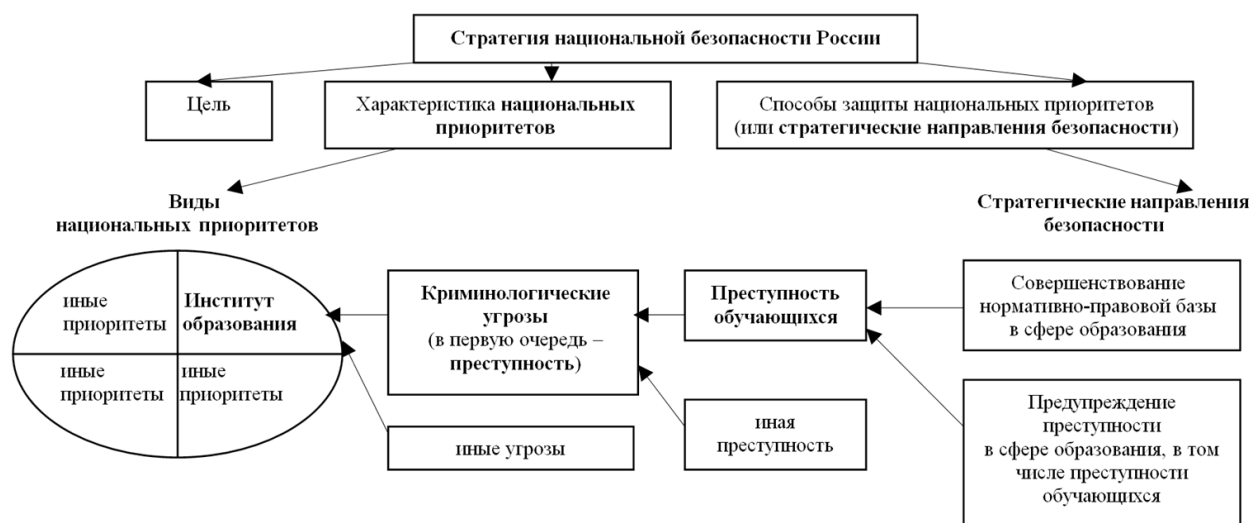 Стратегия национальной безопасности России
Цель
Характеристика национальных
приоритетов
Способы защиты национальных приоритетов
(или стратегические направления безопасности)
Виды
национальных приоритетов
Стратегические направления
безопасности
иные
приоритеты
Институт
образования
иные
приоритеты
иные
приоритеты
Криминологические
угрозы
(в первую очередь –
преступность)
иные угрозы
Преступность
обучающихся
иная
преступность
Совершенствование
нормативно-правовой базы
в сфере образования
Предупреждение
преступности
в сфере образования, в том
числе преступности
обучающихся